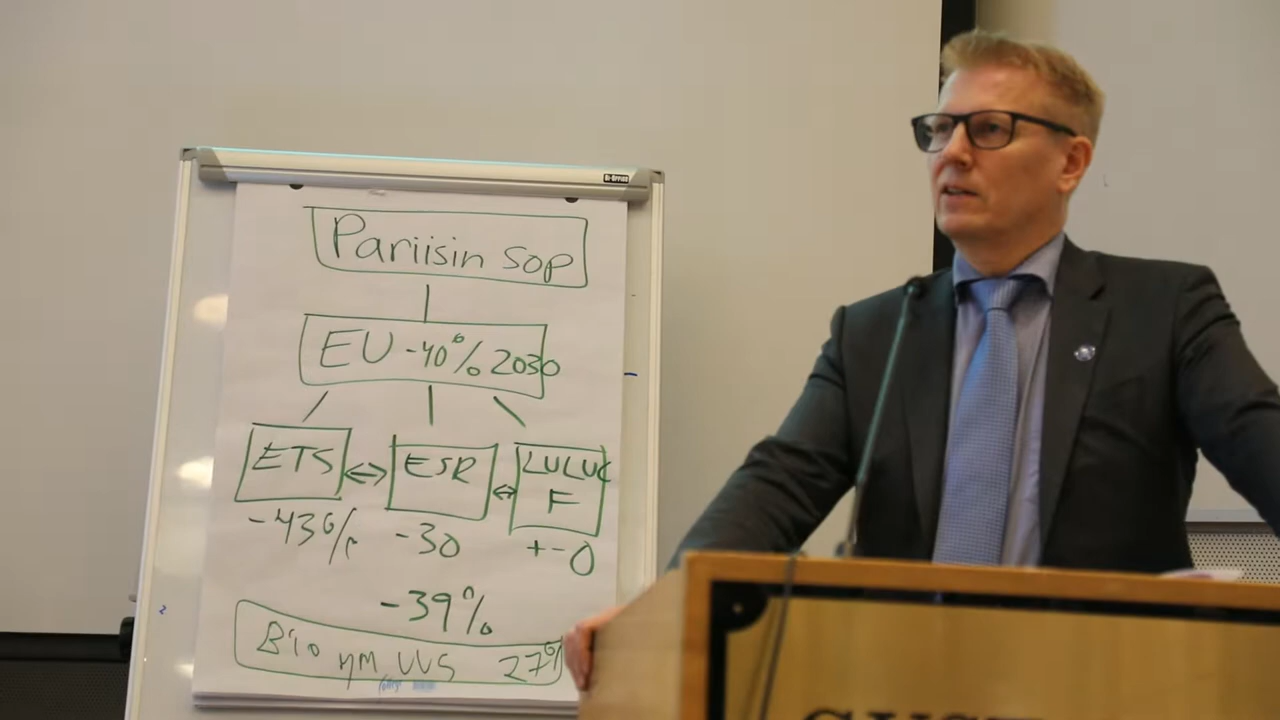 Pariisin sop
EU -40% 2030
ETS ↔ ESR ↔ LULUC
F
-43% -30 +-0
-39%
Bio ym UUS 27%